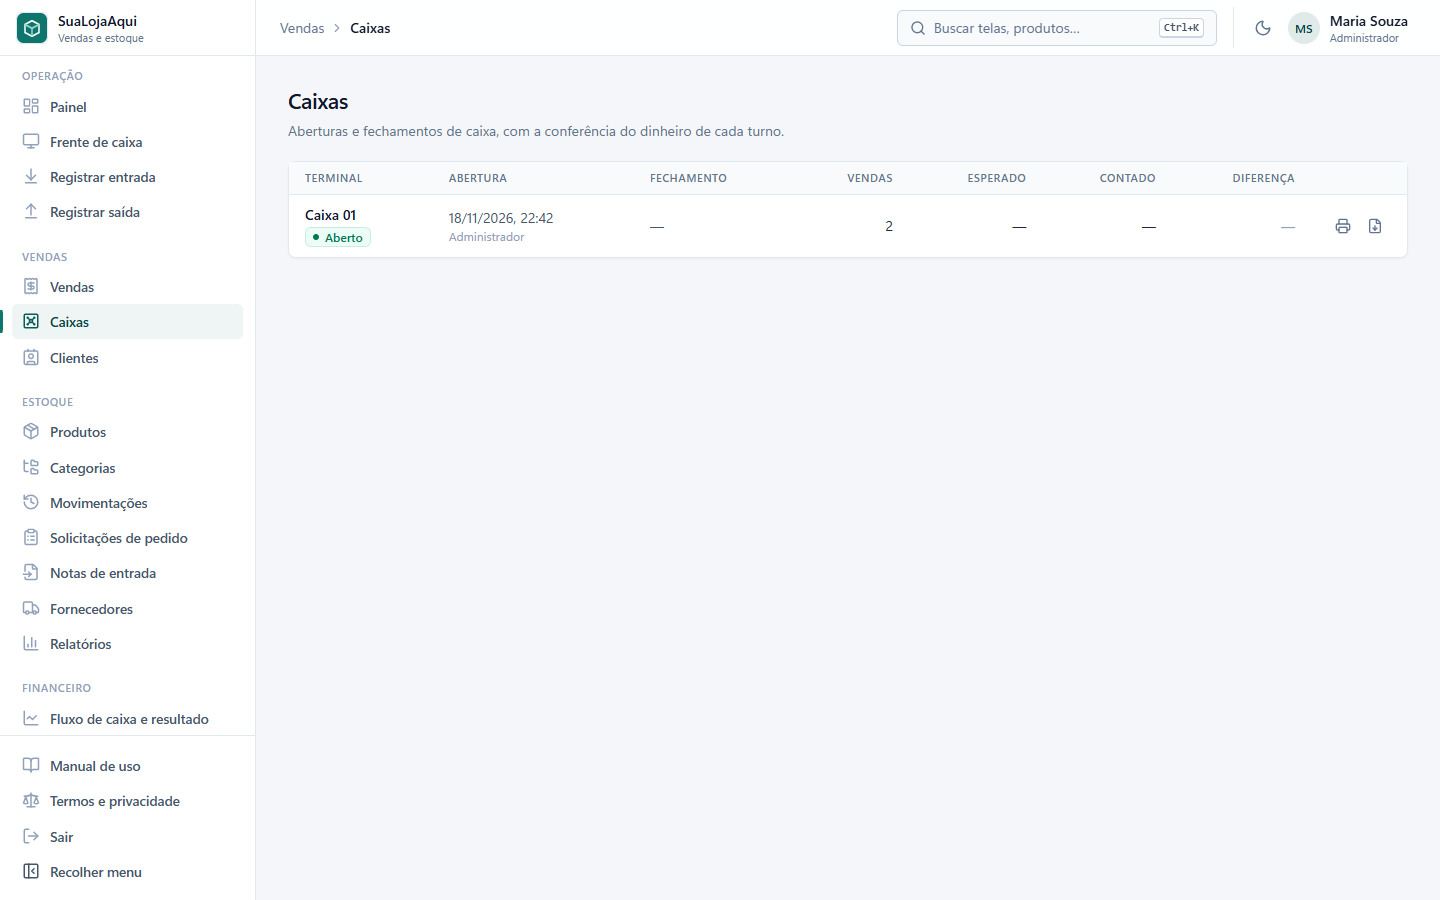 SuaLojaAqui
Vendas e estoque
Vendas > Caixas
Buscar telas, produtos...
Ctrl+K
MS
Maria Souza
Administrador
OPERAÇÃO
Painel
Frente de caixa
Registrar entrada
Registrar saída
VENDAS
Vendas
Caixas
Clientes
ESTOQUE
Produtos
Categorias
Movimentações
Solicitações de pedido
Notas de entrada
Fornecedores
Relatórios
FINANCEIRO
Fluxo de caixa e resultado
Manual de uso
Termos e privacidade
Sair
Recolher menu
Caixas
Aberturas e fechamentos de caixa, com a conferência do dinheiro de cada turno.
TERMINAL ABERTURA FECHAMENTO VENDAS ESPERADO CONTADO DIFERENÇA
Caixa 01 18/11/2026, 22:42 — 2 — — —
Aberto Administrador